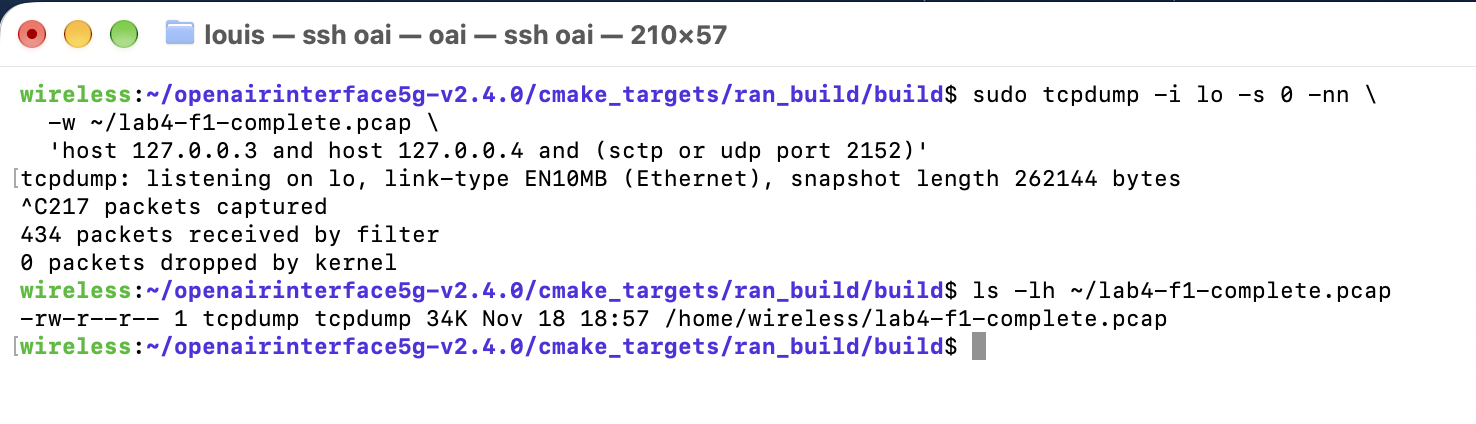 louis — ssh oai — oai — ssh oai — 210×57
wireless:~/openairinterface5g-v2.4.0/cmake_targets/ran_build/build$ sudo tcpdump -i lo -s 0 -nn \
  -w ~/lab4-f1-complete.pcap \
  'host 127.0.0.3 and host 127.0.0.4 and (sctp or udp port 2152)'
[tcpdump: listening on lo, link-type EN10MB (Ethernet), snapshot length 262144 bytes
^C217 packets captured
434 packets received by filter
0 packets dropped by kernel
wireless:~/openairinterface5g-v2.4.0/cmake_targets/ran_build/build$ ls -lh ~/lab4-f1-complete.pcap
-rw-r--r-- 1 tcpdump tcpdump 34K Nov 18 18:57 /home/wireless/lab4-f1-complete.pcap
[wireless:~/openairinterface5g-v2.4.0/cmake_targets/ran_build/build$